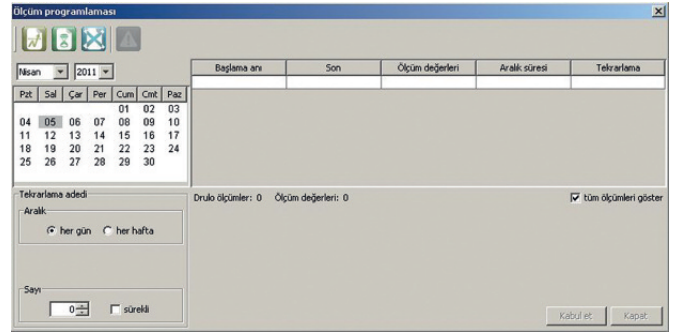 Ölçüm programlaması
Nisan 2011
Başlama anı Son Ölçüm değerleri Aralık süresi Tekrarlama
Pzt Sal Çar Per Cum Cmt Paz
01 02 03
04 05 06 07 08 09 10
11 12 13 14 15 16 17
18 19 20 21 22 23 24
25 26 27 28 29 30
Tekrarlama adedi
Drulo ölçümler: 0 Ölçüm değerleri: 0 tüm ölçümleri göster
Aralık
her gün her hafta
Sayı
0 sürekli
Kabul et Kapat